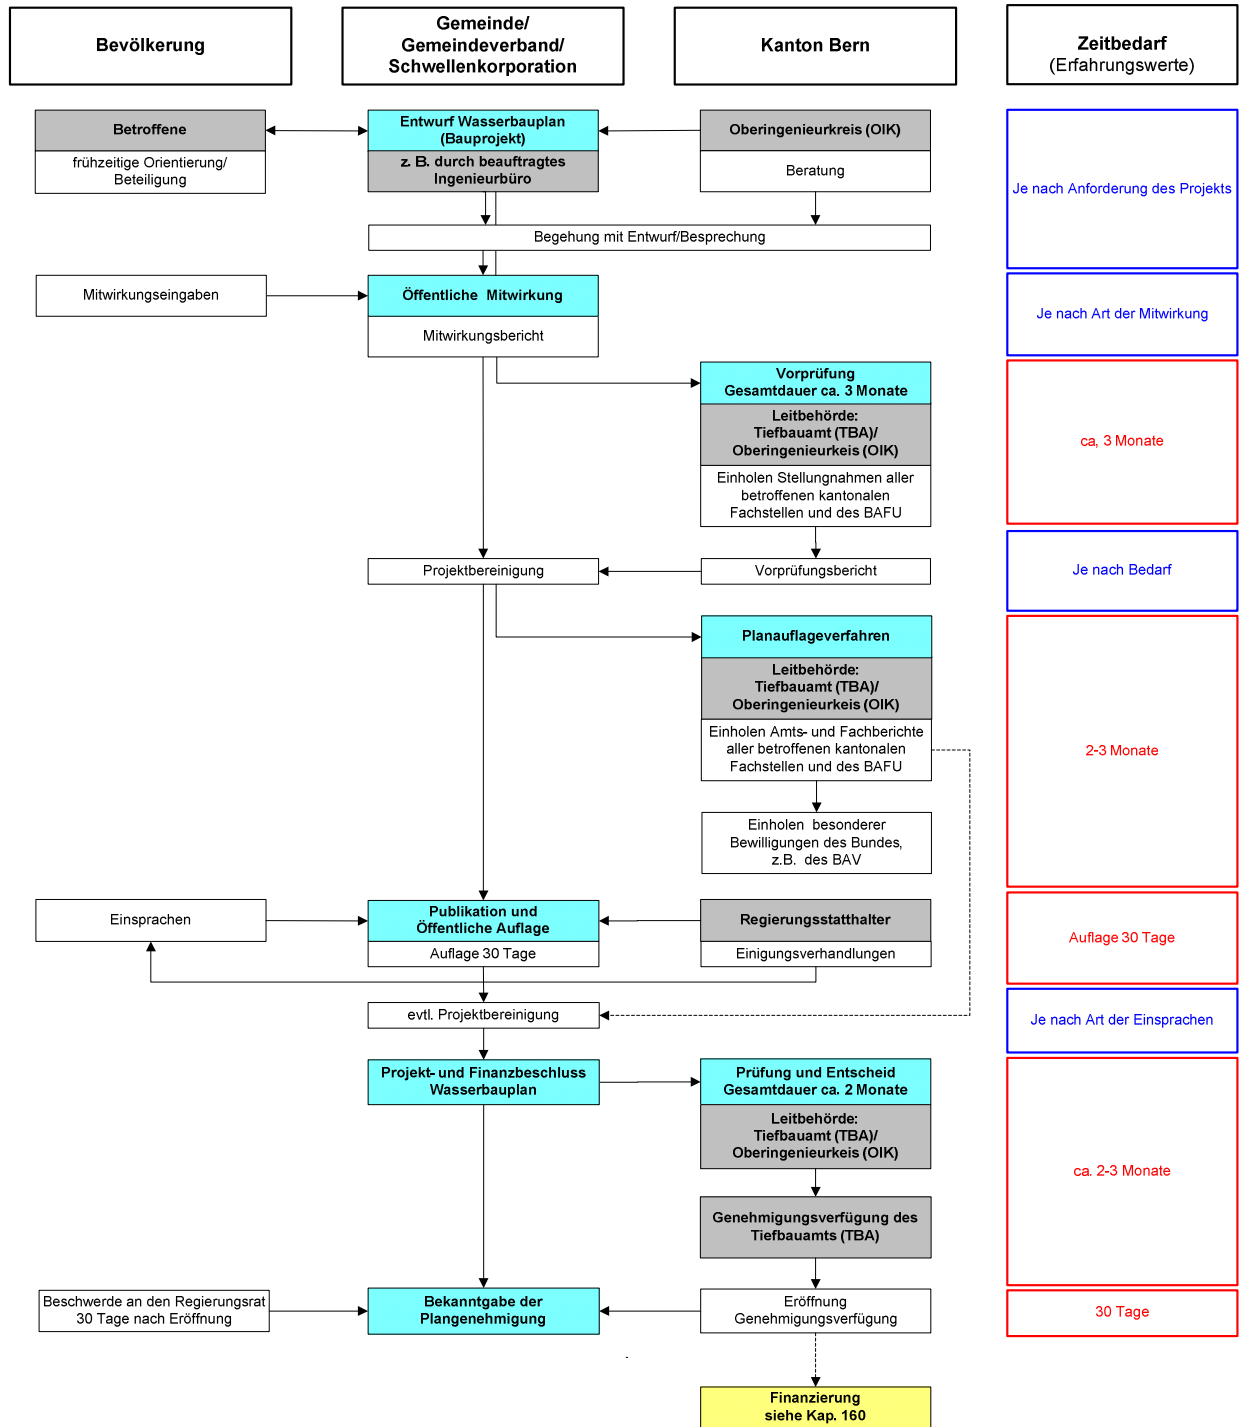 Bevölkerung
Gemeinde/
Gemeindeverband/
Schwellenkorporation
Kanton Bern
Zeitbedarf
(Erfahrungswerte)
Betroffene
frühzeitige Orientierung/
Beteiligung
Entwurf Wasserbauplan
(Bauprojekt)
z. B. durch beauftragtes
Ingenieurbüro
Oberingenieurkreis (OIK)
Beratung
Je nach Anforderung des Projekts
Begehung mit Entwurf/Besprechung
Mitwirkungseingaben
Öffentliche Mitwirkung
Mitwirkungsbericht
Je nach Art der Mitwirkung
Vorprüfung
Gesamtdauer ca. 3 Monate
Leitbehörde:
Tiefbauamt (TBA)/
Oberingenieurkeis (OIK)
Einholen Stellungnahmen aller
betroffenen kantonalen
Fachstellen und des BAFU
ca, 3 Monate
Projektbereinigung
Vorprüfungsbericht
Je nach Bedarf
Planauflageverfahren
Leitbehörde:
Tiefbauamt (TBA)/
Oberingenieurkeis (OIK)
Einholen Amts- und Fachberichte
aller betroffenen kantonalen
Fachstellen und des BAFU
Einholen besonderer
Bewilligungen des Bundes,
z.B. des BAV
2-3 Monate
Einsprachen
Publikation und
Öffentliche Auflage
Auflage 30 Tage
Regierungsstatthalter
Einigungsverhandlungen
Auflage 30 Tage
evtl. Projektbereinigung
Je nach Art der Einsprachen
Projekt- und Finanzbeschluss
Wasserbauplan
Prüfung und Entscheid
Gesamtdauer ca. 2 Monate
Leitbehörde:
Tiefbauamt (TBA)/
Oberingenieurkeis (OIK)
Genehmigungsverfügung des
Tiefbauamts (TBA)
ca. 2-3 Monate
Beschwerde an den Regierungsrat
30 Tage nach Eröffnung
Bekanntgabe der
Plangenehmigung
Eröffnung
Genehmigungsverfügung
30 Tage
Finanzierung
siehe Kap. 160